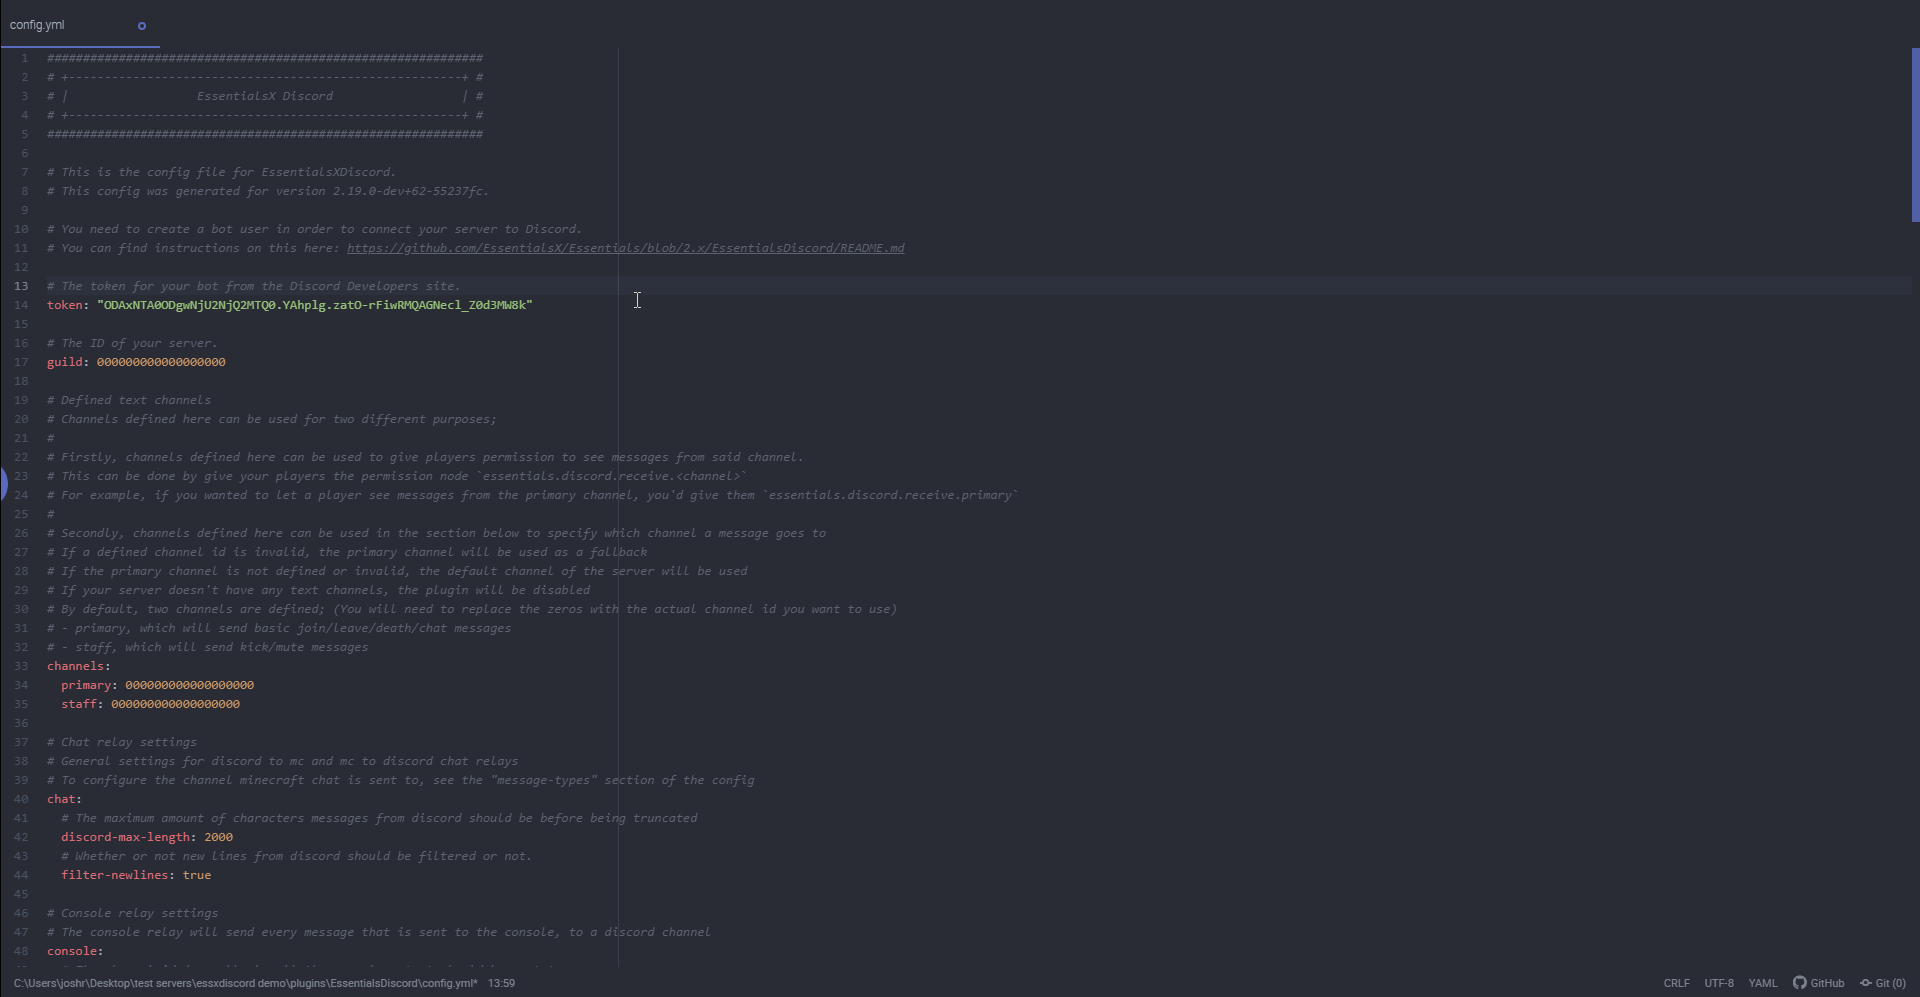 config.yml
1 #############################################################
2 # +-------------------------------------------------------+ #
3 # |                  EssentialsX Discord                  | #
4 # +-------------------------------------------------------+ #
5 #############################################################
6
7 # This is the config file for EssentialsXDiscord.
8 # This config was generated for version 2.19.0-dev+62-55237fc.
9
10 # You need to create a bot user in order to connect your server to Discord.
11 # You can find instructions on this here: https://github.com/EssentialsX/Essentials/blob/2.x/EssentialsDiscord/README.md
12
13 # The token for your bot from the Discord Developers site.
14 token: "ODAxNTA0ODgwNjU2NjQ2MTQ0.YAhplg.zatO-rFiwRMQAGNecl_Z0d3MW8k"
15
16 # The ID of your server.
17 guild: 000000000000000000
18
19 # Defined text channels
20 # Channels defined here can be used for two different purposes;
21 #
22 # Firstly, channels defined here can be used to give players permission to see messages from said channel.
23 # This can be done by give your players the permission node `essentials.discord.receive.<channel>`
24 # For example, if you wanted to let a player see messages from the primary channel, you'd give them `essentials.discord.receive.primary`
25 #
26 # Secondly, channels defined here can be used in the section below to specify which channel a message goes to
27 # If a defined channel id is invalid, the primary channel will be used as a fallback
28 # If the primary channel is not defined or invalid, the default channel of the server will be used
29 # If your server doesn't have any text channels, the plugin will be disabled
30 # By default, two channels are defined; (You will need to replace the zeros with the actual channel id you want to use)
31 # - primary, which will send basic join/leave/death/chat messages
32 # - staff, which will send kick/mute messages
33 channels:
34   primary: 000000000000000000
35   staff: 000000000000000000
36
37 # Chat relay settings
38 # General settings for discord to mc and mc to discord chat relays
39 # To configure the channel minecraft chat is sent to, see the "message-types" section of the config
40 chat:
41   # The maximum amount of characters messages from discord should be before being truncated
42   discord-max-length: 2000
43   # Whether or not new lines from discord should be filtered or not.
44   filter-newlines: true
45
46 # Console relay settings
47 # The console relay will send every message that is sent to the console, to a discord channel
48 console:
C:\Users\joshr\Desktop\test servers\essxdiscord demo\plugins\EssentialsDiscord\config.yml* 13:59 CRLF UTF-8 YAML GitHub Git (0)